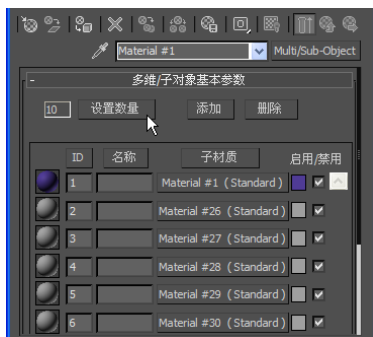 Material #1 Multi/Sub-Object
- 多维/子对象基本参数
10 设置数量 添加 删除
ID 名称 子材质 启用/禁用
1 Material #1 ( Standard )
2 Material #26 ( Standard )
3 Material #27 ( Standard )
4 Material #28 ( Standard )
5 Material #29 ( Standard )
6 Material #30 ( Standard )